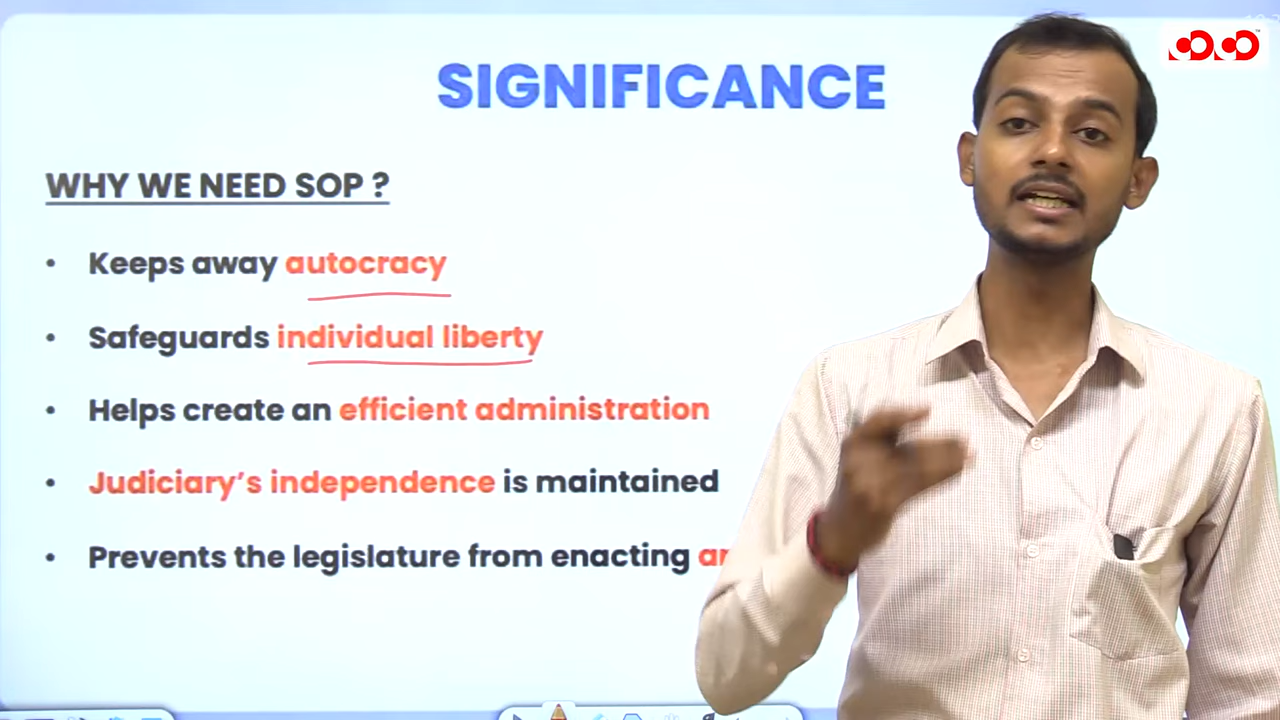 SIGNIFICANCE
WHY WE NEED SOP ?
• Keeps away autocracy
• Safeguards individual liberty
• Helps create an efficient administration
• Judiciary’s independence is maintained
• Prevents the legislature from enacting